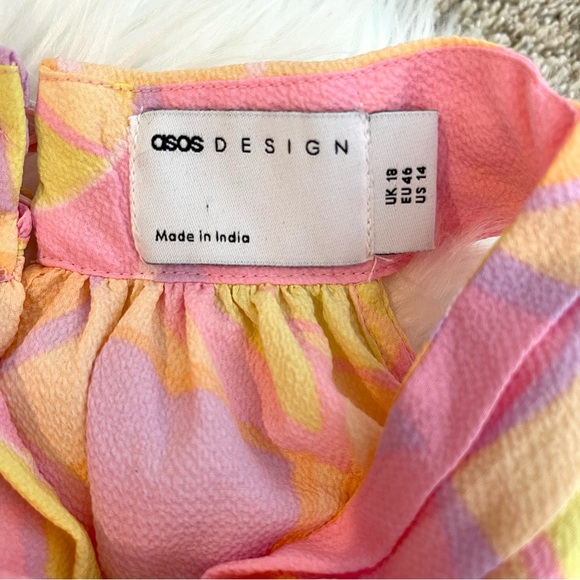 asos DESIGN
Made in India
UK 18
EU 46
US 14